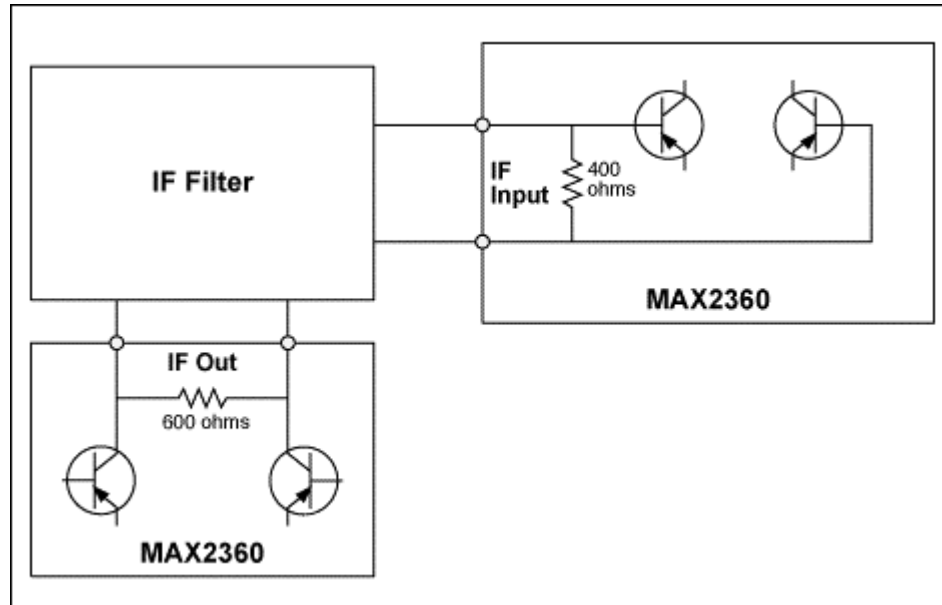 IF Filter
IF
Input
400
ohms
MAX2360
IF Out
600 ohms
MAX2360